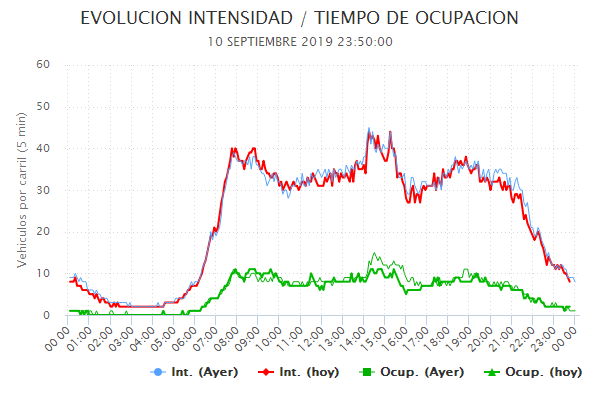 EVOLUCION INTENSIDAD / TIEMPO DE OCUPACION
10 SEPTIEMBRE 2019 23:50:00
Vehiculos por carril (5 min)
60
50
40
30
20
10
0
00:00 01:00 02:00 03:00 04:00 05:00 06:00 07:00 08:00 09:00 10:00 11:00 12:00 13:00 14:00 15:00 16:00 17:00 18:00 19:00 20:00 21:00 22:00 23:00 00:00
Int. (Ayer) Int. (hoy) Ocup. (Ayer) Ocup. (hoy)